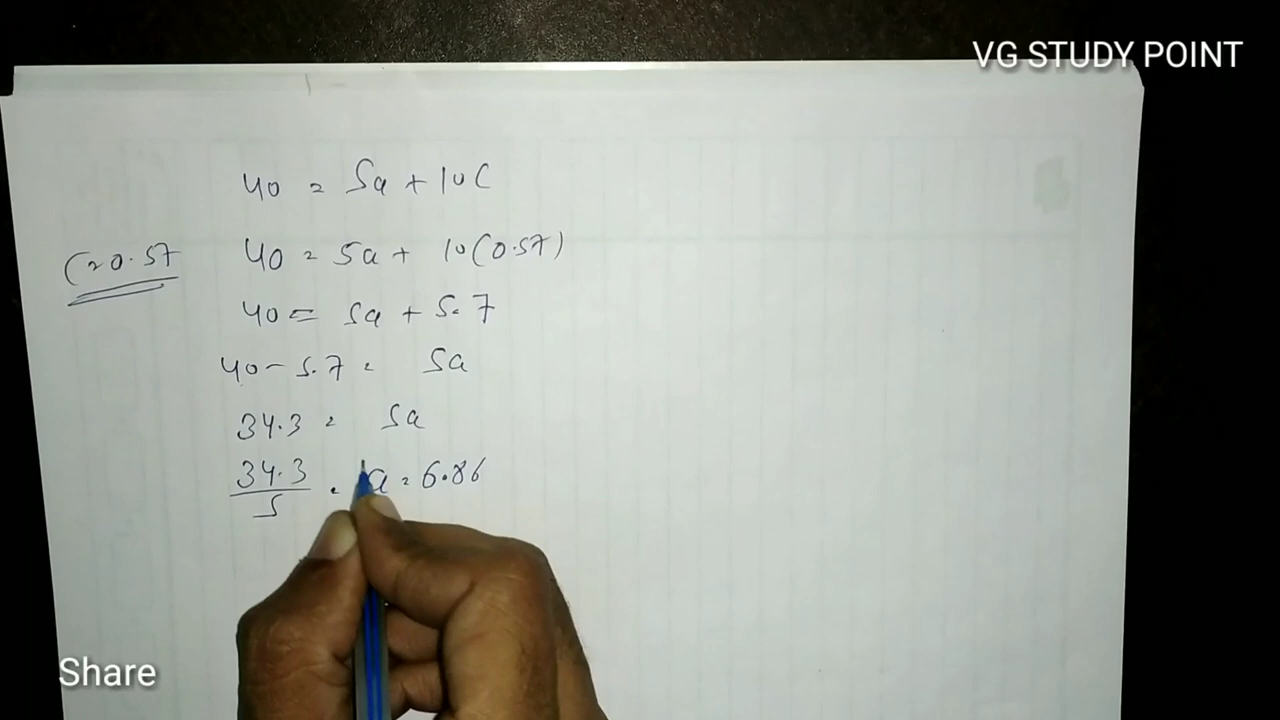 VG STUDY POINT
40 = 5a + 10C
C = 0.57
40 = 5a + 10(0.57)
40 = 5a + 5.7
40 - 5.7 = 5a
34.3 = 5a
34.3/5 = a = 6.86
Share